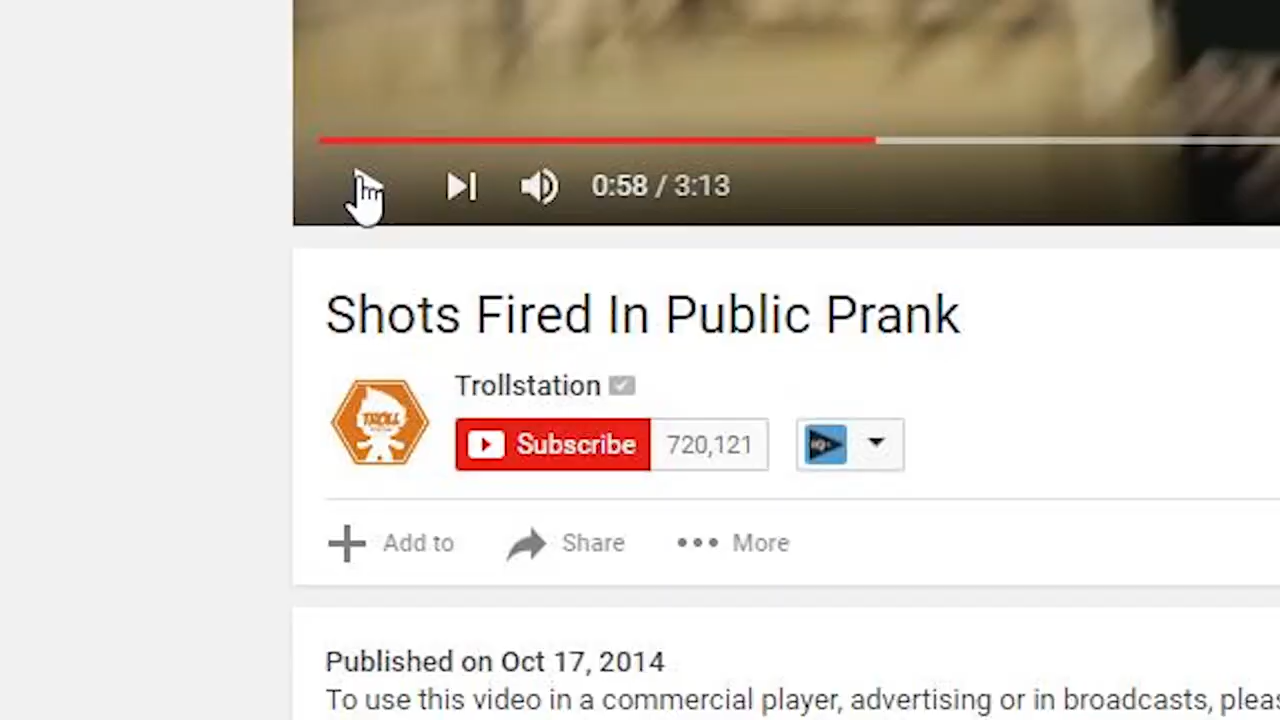 0:58 / 3:13
Shots Fired In Public Prank
Trollstation
TROLL
Subscribe 720,121
Add to Share More
Published on Oct 17, 2014
To use this video in a commercial player, advertising or in broadcasts,